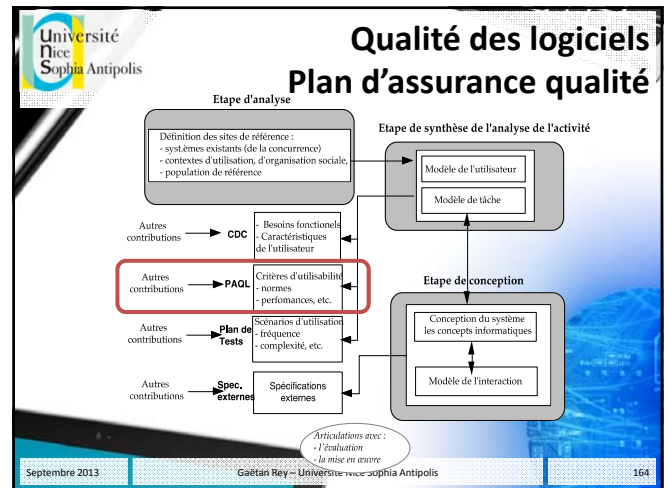 Université
Nice
Sophia Antipolis
Qualité des logiciels
Plan d'assurance qualité
Etape d'analyse
Définition des sites de référence :
- systèmes existants (de la concurrence)
- contextes d'utilisation, d'organisation sociale,
- population de référence
Etape de synthèse de l'analyse de l'activité
Modèle de l'utilisateur
Modèle de tâche
Autres
contributions
CDC
- Besoins fonctionels
- Caractéristiques
de l'utilisateur
Autres
contributions
PAQL
Critères d'utilisabilité
- normes
- perfomances, etc.
Autres
contributions
Plan de
Tests
Scénarios d'utilisation
- fréquence
- complexité, etc.
Autres
contributions
Spec.
externes
Spécifications
externes
Etape de conception
Conception du système
les concepts informatiques
Modèle de l'interaction
Articulations avec :
- l'évaluation
- la mise en œuvre
Septembre 2013
Gaëtan Rey – Université Nice Sophia Antipolis
164